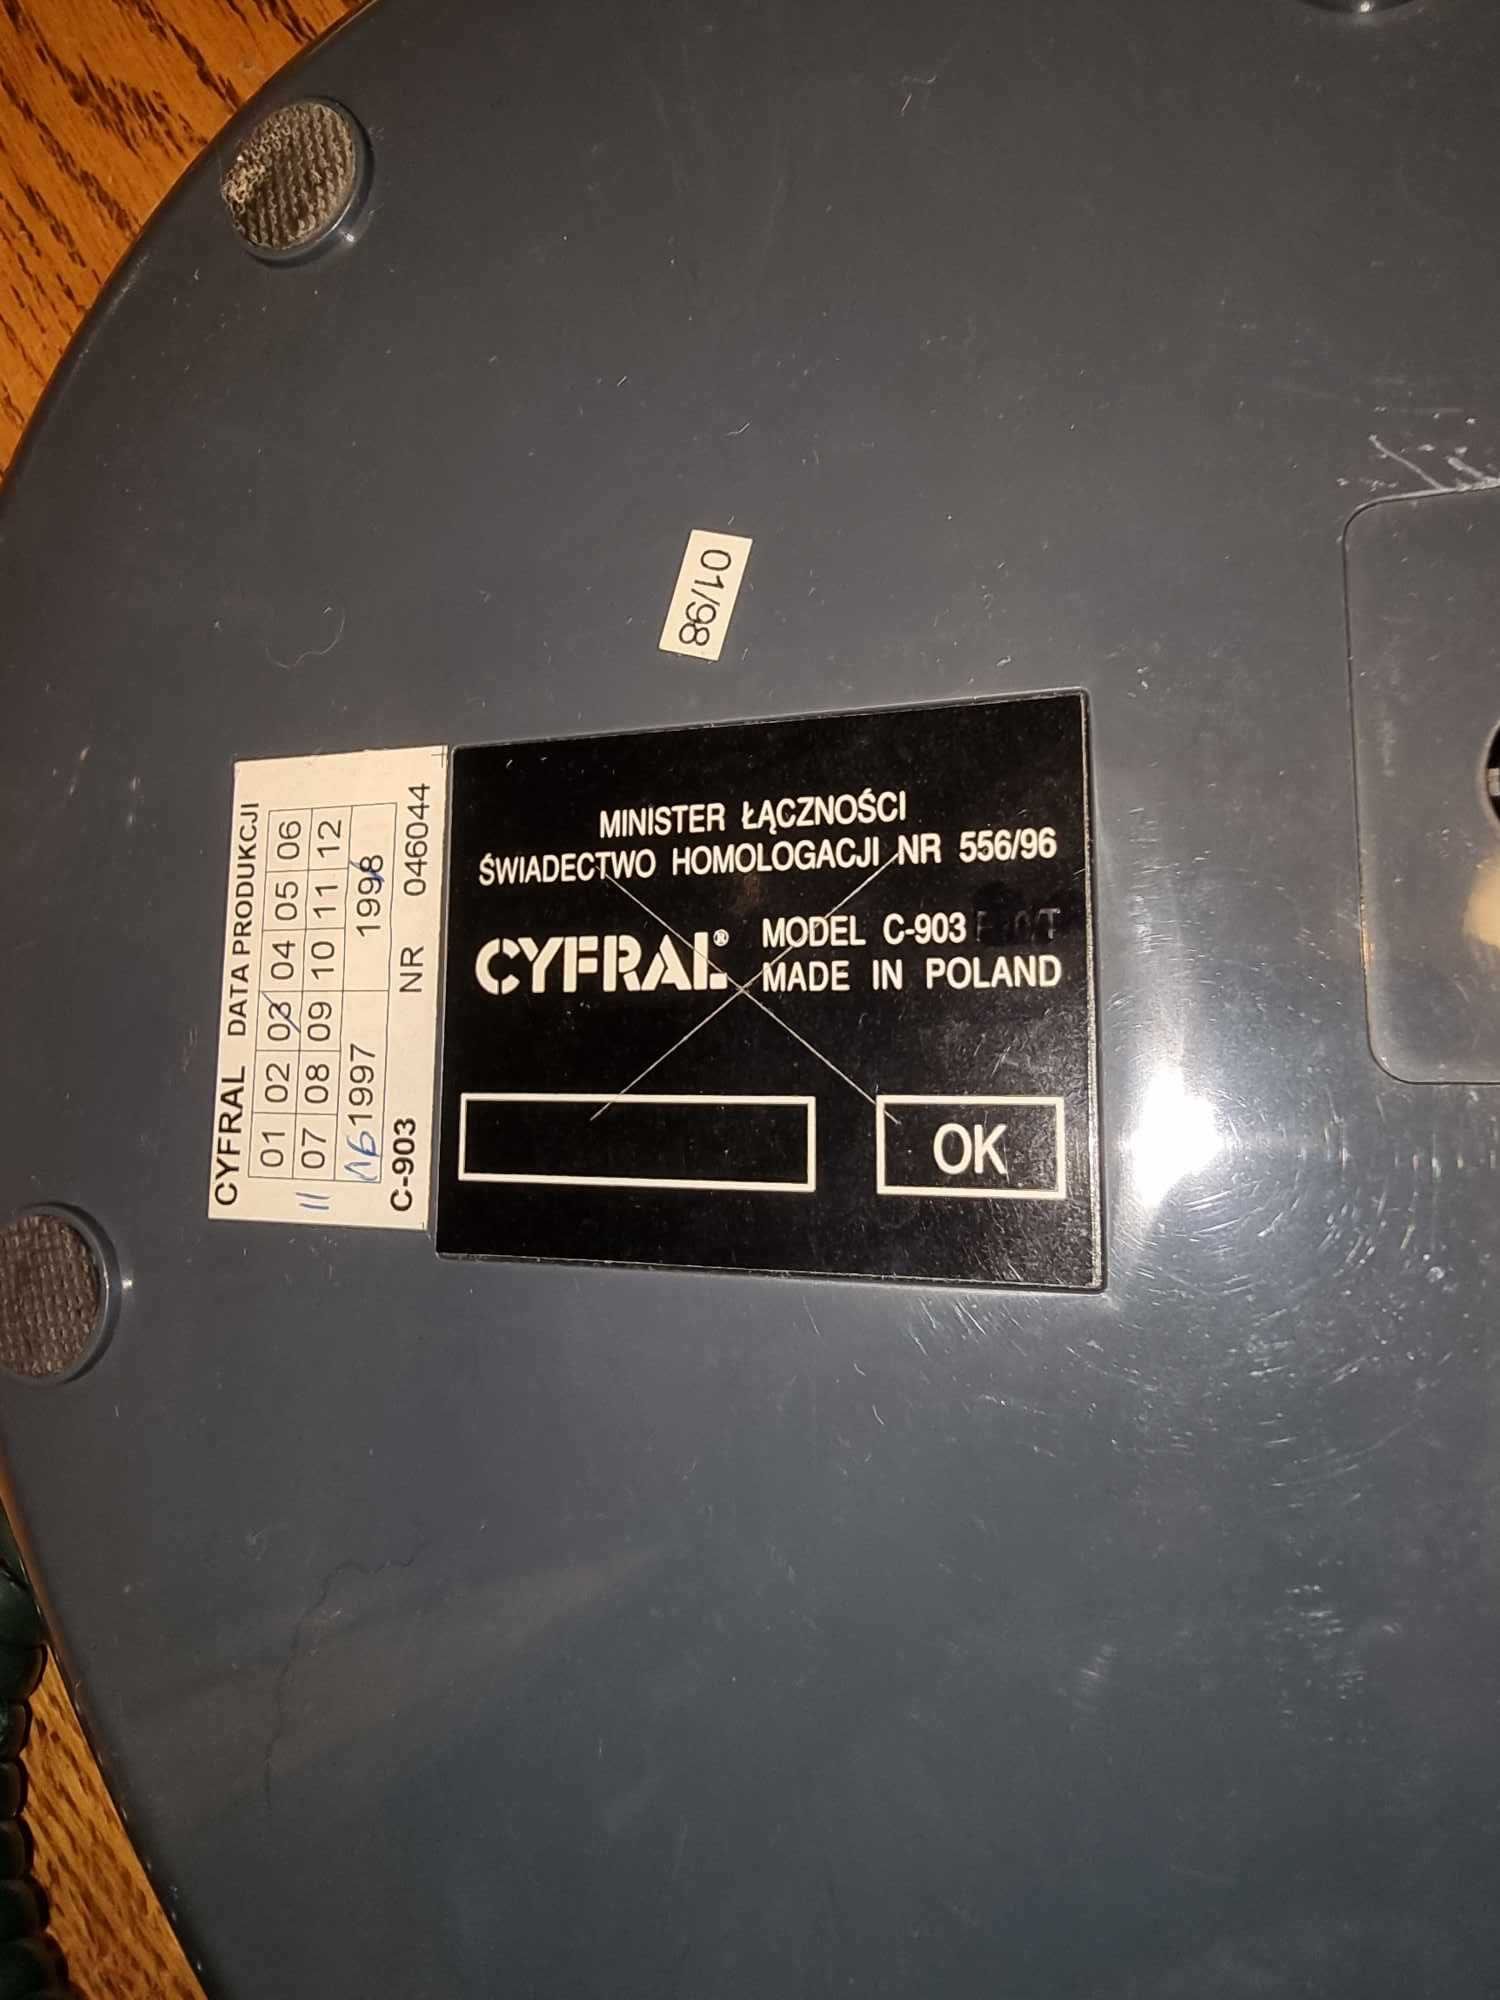 01/98
CYFRAL DATA PRODUKCJI
01 02 03 04 05 06
07 08 09 10 11 12
1997 1998
C-903 NR 046044
11
MINISTER ŁĄCZNOŚCI
ŚWIADECTWO HOMOLOGACJI NR 556/96
CYFRAL® MODEL C-903
MADE IN POLAND
OK